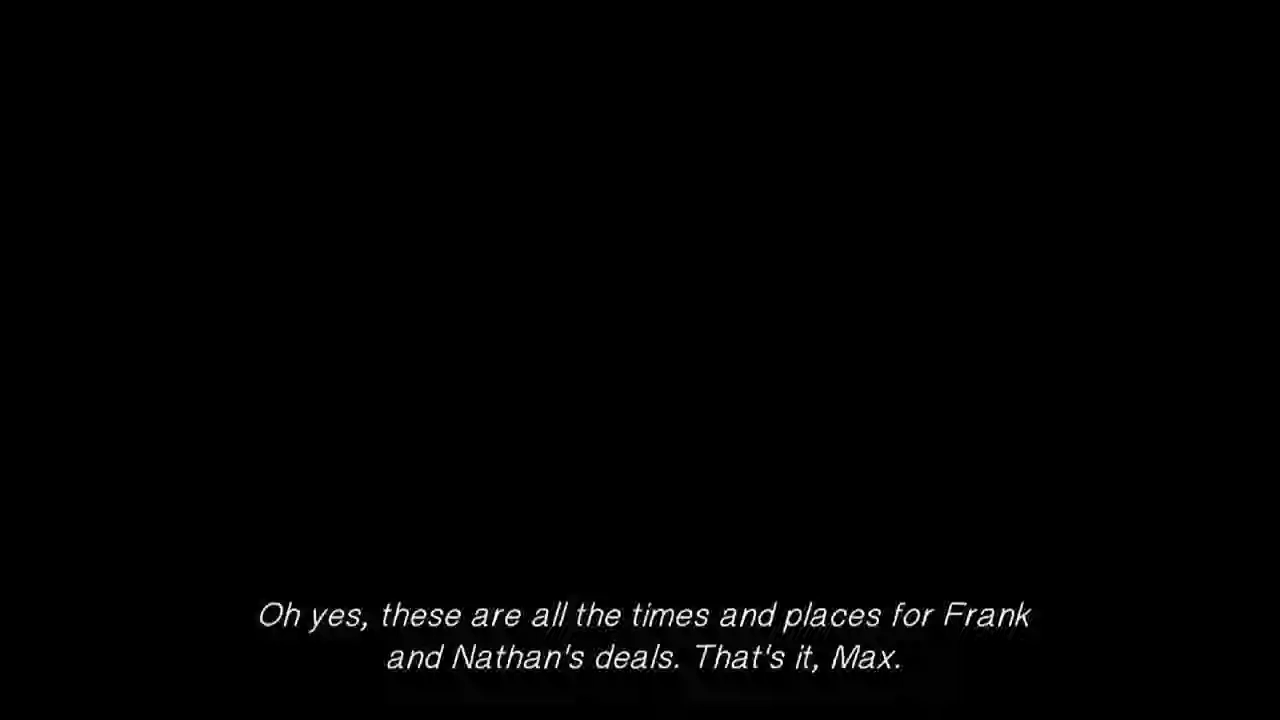 Oh yes, these are all the times and places for Frank
and Nathan's deals. That's it, Max.